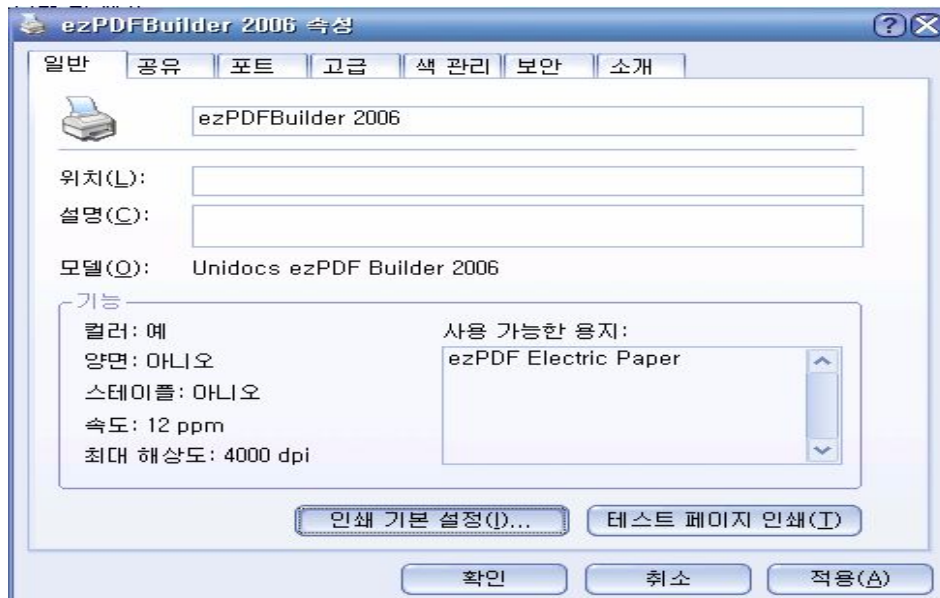 ezPDFBuilder 2006 속성
일반 공유 포트 고급 색 관리 보안 소개
ezPDFBuilder 2006
위치(L):
설명(C):
모델(O): Unidocs ezPDF Builder 2006
기능
컬러: 예
양면: 아니오
스테이플: 아니오
속도: 12 ppm
최대 해상도: 4000 dpi
사용 가능한 용지:
ezPDF Electric Paper
인쇄 기본 설정(I)... 테스트 페이지 인쇄(T)
확인 취소 적용(A)